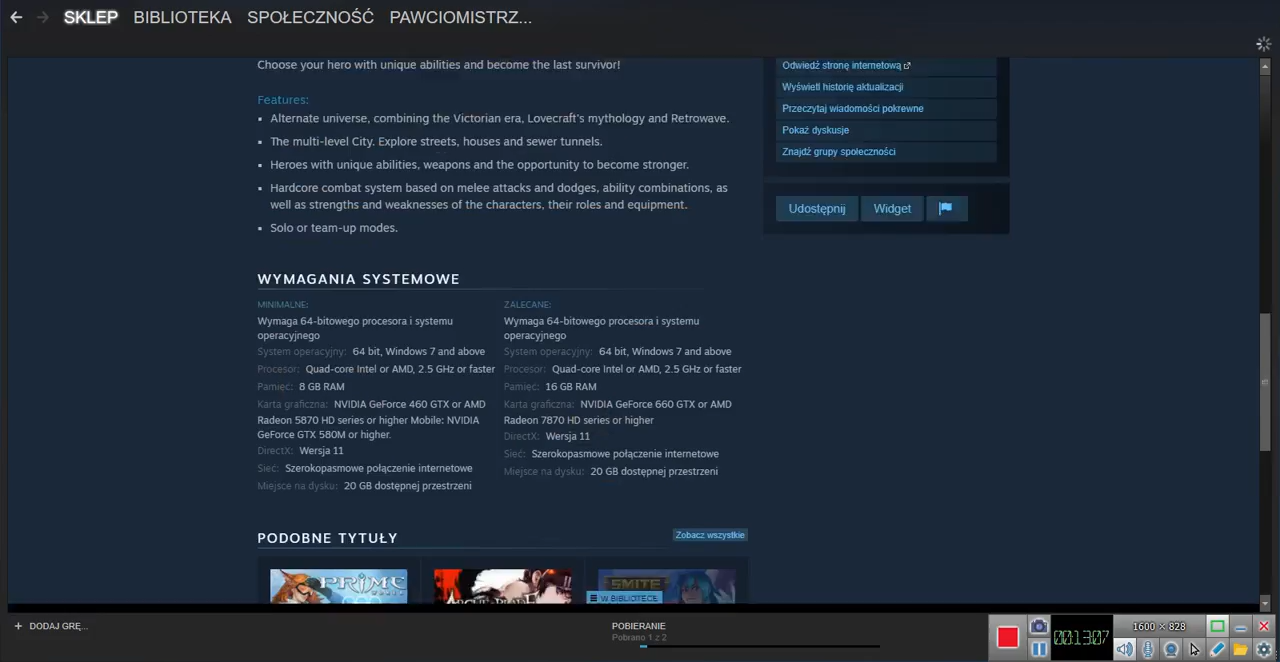 SKLEP BIBLIOTEKA SPOŁECZNOŚĆ PAWCIOMISTRZ...
Choose your hero with unique abilities and become the last survivor!
Features:
Alternate universe, combining the Victorian era, Lovecraft's mythology and Retrowave.
The multi-level City. Explore streets, houses and sewer tunnels.
Heroes with unique abilities, weapons and the opportunity to become stronger.
Hardcore combat system based on melee attacks and dodges, ability combinations, as
well as strengths and weaknesses of the characters, their roles and equipment.
Solo or team-up modes.
Odwiedź stronę internetową
Wyświetl historię aktualizacji
Przeczytaj wiadomości pokrewne
Pokaż dyskusje
Znajdź grupy społeczności
Udostępnij Widget
WYMAGANIA SYSTEMOWE
MINIMALNE:
Wymaga 64-bitowego procesora i systemu
operacyjnego
System operacyjny: 64 bit, Windows 7 and above
Procesor: Quad-core Intel or AMD, 2.5 GHz or faster
Pamięć: 8 GB RAM
Karta graficzna: NVIDIA GeForce 460 GTX or AMD
Radeon 5870 HD series or higher Mobile: NVIDIA
GeForce GTX 580M or higher.
DirectX: Wersja 11
Sieć: Szerokopasmowe połączenie internetowe
Miejsce na dysku: 20 GB dostępnej przestrzeni
ZALECANE:
Wymaga 64-bitowego procesora i systemu
operacyjnego
System operacyjny: 64 bit, Windows 7 and above
Procesor: Quad-core Intel or AMD, 2.5 GHz or faster
Pamięć: 16 GB RAM
Karta graficzna: NVIDIA GeForce 660 GTX or AMD
Radeon 7870 HD series or higher
DirectX: Wersja 11
Sieć: Szerokopasmowe połączenie internetowe
Miejsce na dysku: 20 GB dostępnej przestrzeni
PODOBNE TYTUŁY
Zobacz wszystkie
PRIME
SMITE
W BIBLIOTECE
+ DODAJ GRĘ...
POBIERANIE
Pobrano 1 z 2
00:13:07
1600 × 828